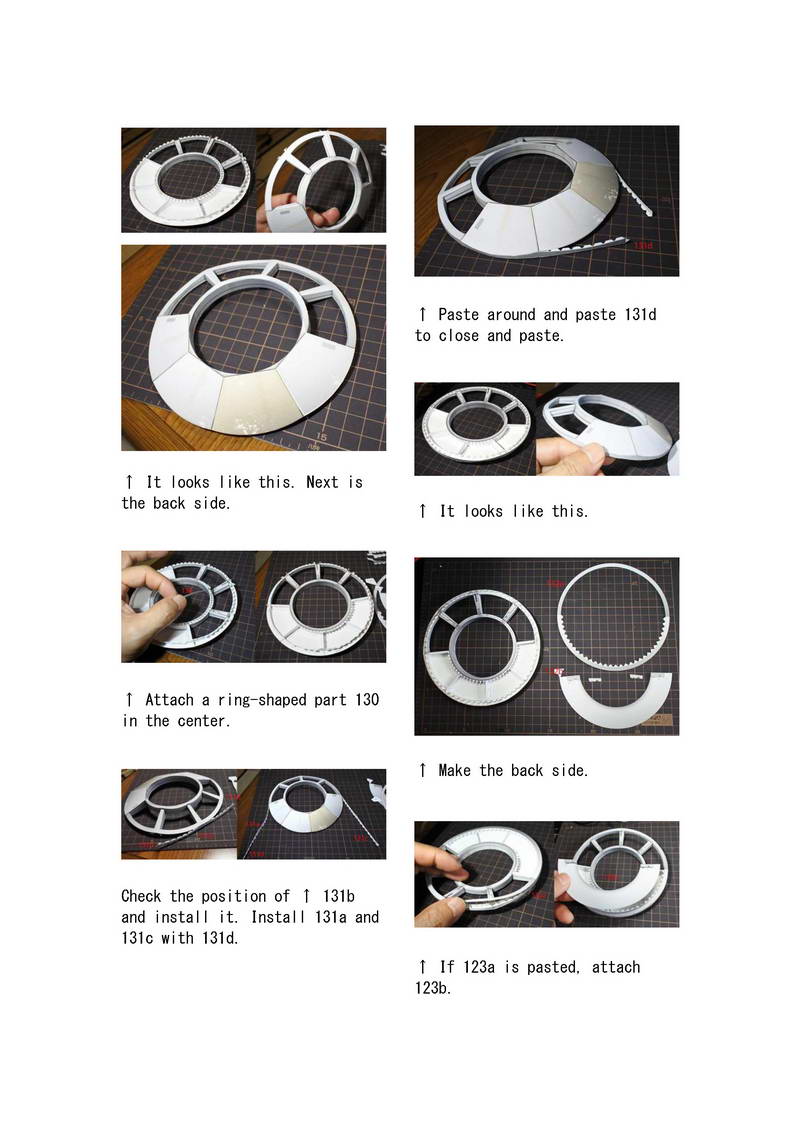 ↑ It looks like this. Next is
the back side.
↑ Attach a ring-shaped part 130
in the center.
Check the position of ↑ 131b
and install it. Install 131a and
131c with 131d.
131d
↑ Paste around and paste 131d
to close and paste.
↑ It looks like this.
↑ Make the back side.
↑ If 123a is pasted, attach
123b.